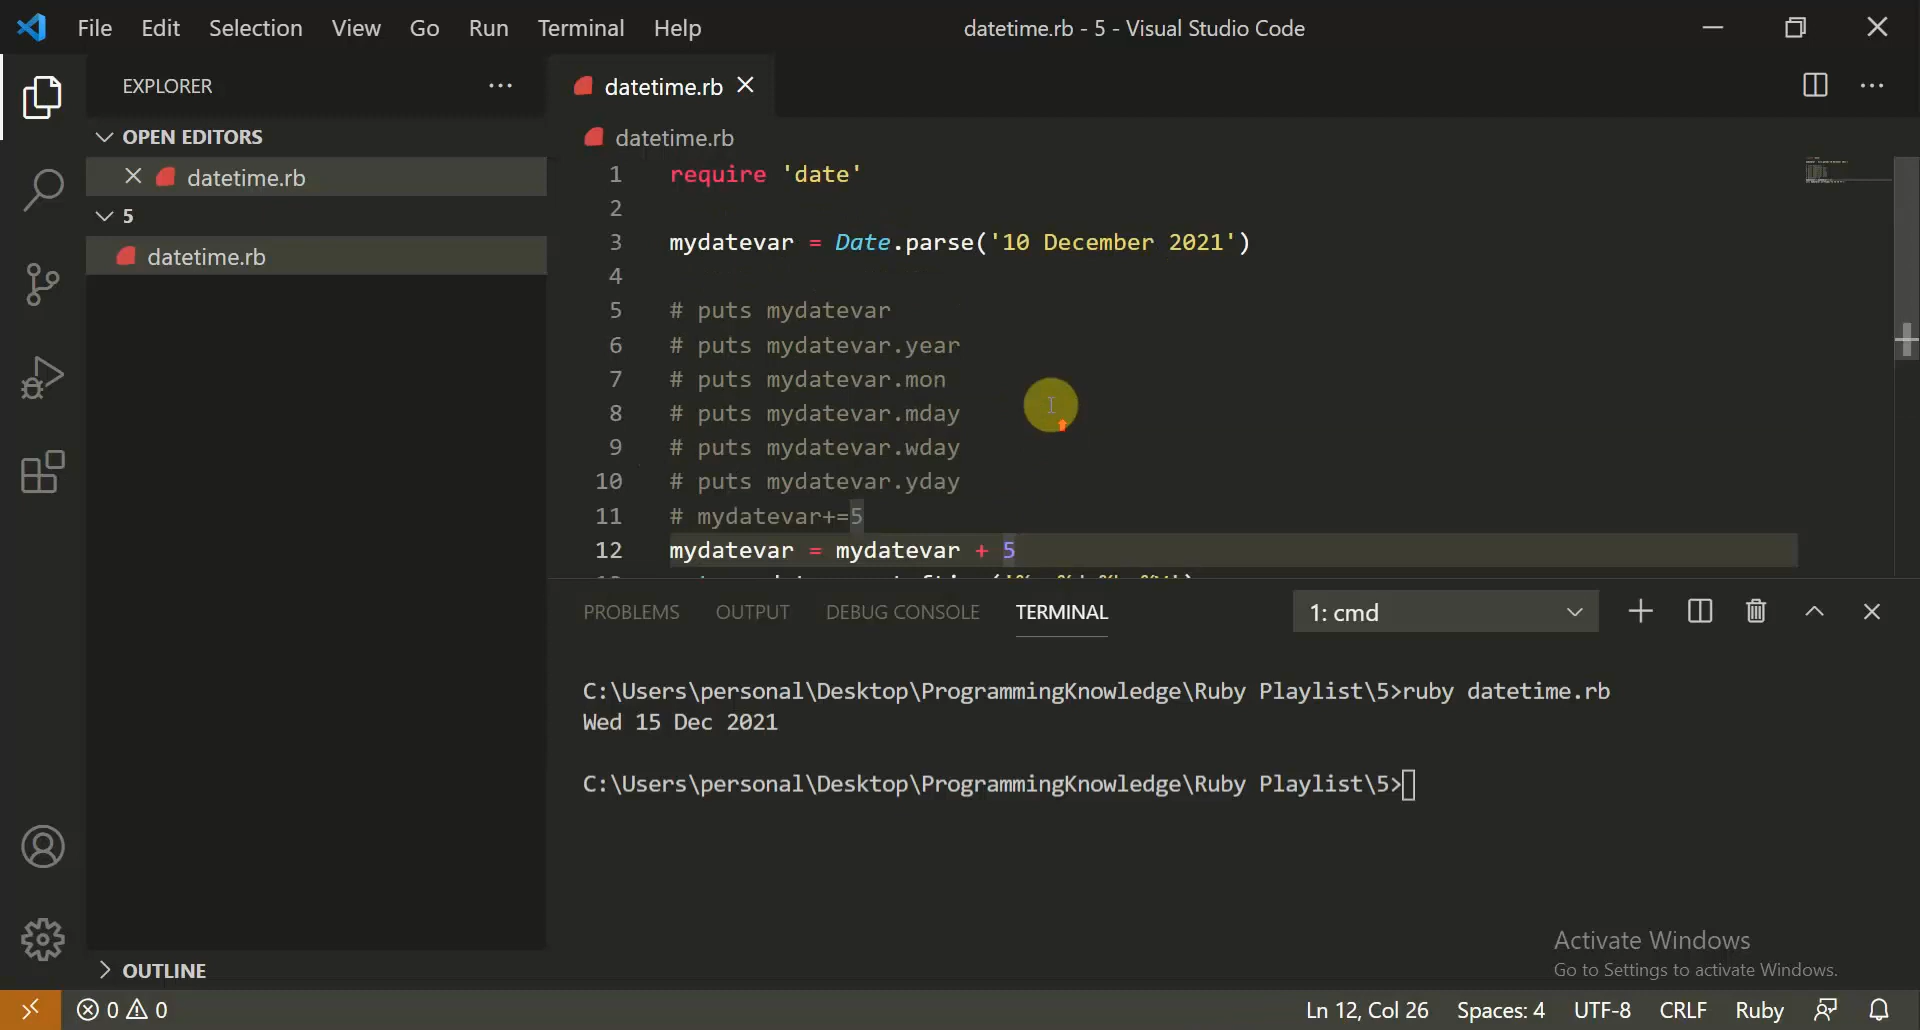 File Edit Selection View Go Run Terminal Help
datetime.rb - 5 - Visual Studio Code
EXPLORER
OPEN EDITORS
datetime.rb
5
datetime.rb
OUTLINE
datetime.rb
datetime.rb
1 require 'date'
2
3 mydatevar = Date.parse('10 December 2021')
4
5 # puts mydatevar
6 # puts mydatevar.year
7 # puts mydatevar.mon
8 # puts mydatevar.mday
9 # puts mydatevar.wday
10 # puts mydatevar.yday
11 # mydatevar+=5
12 mydatevar = mydatevar + 5
PROBLEMS OUTPUT DEBUG CONSOLE TERMINAL
1: cmd
C:\Users\personal\Desktop\ProgrammingKnowledge\Ruby Playlist\5>ruby datetime.rb
Wed 15 Dec 2021
C:\Users\personal\Desktop\ProgrammingKnowledge\Ruby Playlist\5>
Activate Windows
Go to Settings to activate Windows.
0 0
Ln 12, Col 26 Spaces: 4 UTF-8 CRLF Ruby